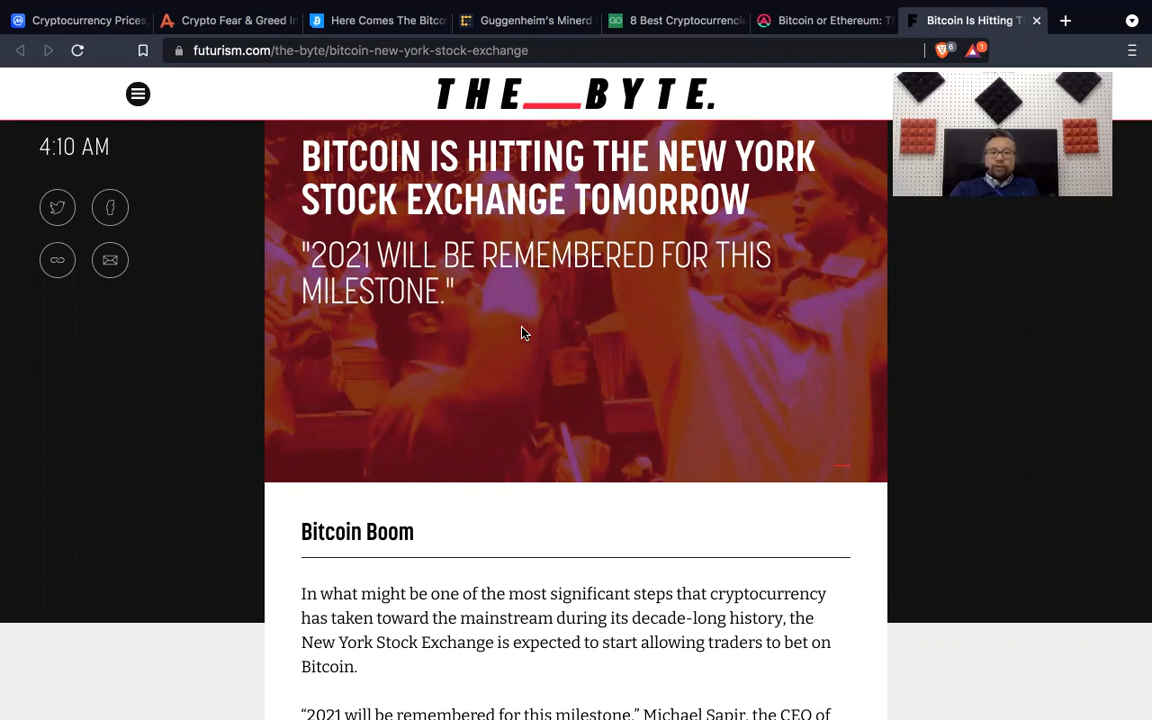 Cryptocurrency Prices,
Crypto Fear & Greed In
Here Comes The Bitco
Guggenheim's Minerd
8 Best Cryptocurrencie
Bitcoin or Ethereum: T
Bitcoin Is Hitting T
futurism.com/the-byte/bitcoin-new-york-stock-exchange
6
1
THE_BYTE.
4:10 AM
BITCOIN IS HITTING THE NEW YORK
STOCK EXCHANGE TOMORROW
"2021 WILL BE REMEMBERED FOR THIS
MILESTONE."
Bitcoin Boom
In what might be one of the most significant steps that cryptocurrency
has taken toward the mainstream during its decade-long history, the
New York Stock Exchange is expected to start allowing traders to bet on
Bitcoin.
“2021 will be remembered for this milestone,” Michael Sapir, the CEO of